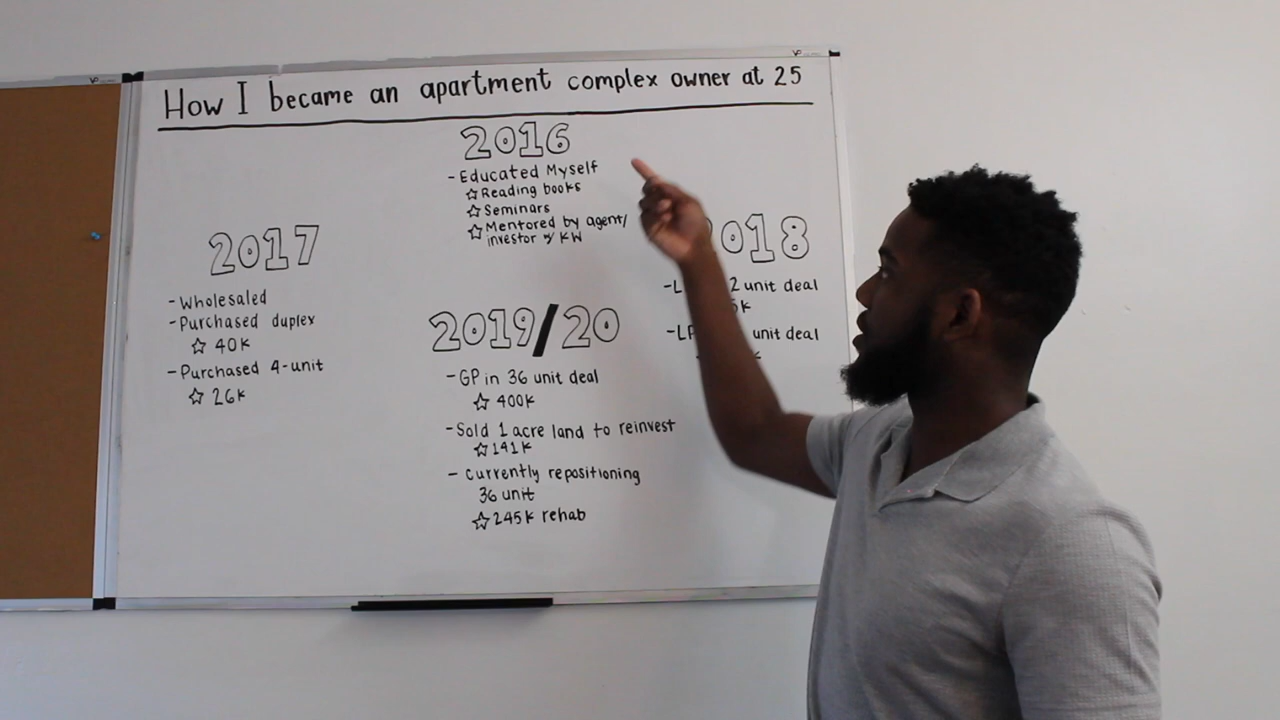 How I became an apartment complex owner at 25
2016
- Educated Myself
☆ Reading books
☆ Seminars
☆ Mentored by agent/
investor w/ KW
2017
- Wholesaled
- Purchased duplex
☆ 40K
- Purchased 4-unit
☆ 26K
018
unit deal
unit deal
2019/20
- GP in 36 unit deal
☆ 400K
- Sold 1 acre land to reinvest
☆ 141K
- Currently repositioning
36 unit
☆ 245K rehab